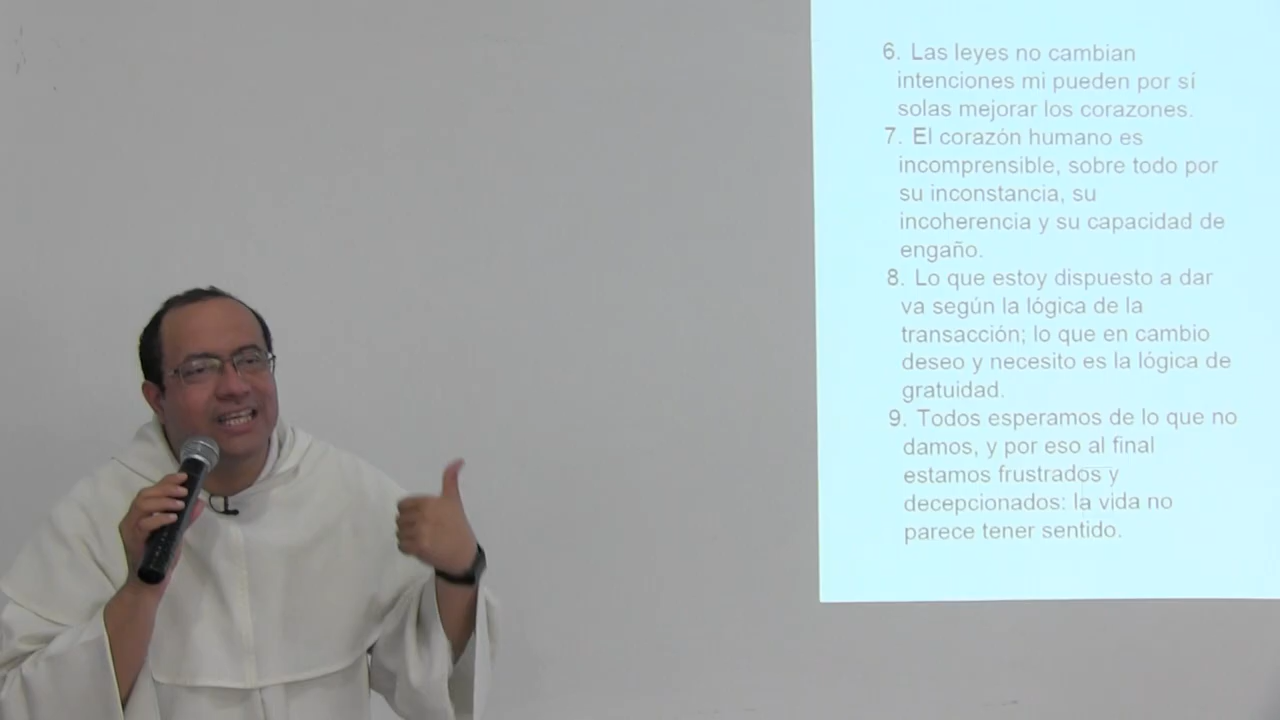 6. Las leyes no cambian
intenciones mi pueden por sí
solas mejorar los corazones.
7. El corazón humano es
incomprensible, sobre todo por
su inconstancia, su
incoherencia y su capacidad de
engaño.
8. Lo que estoy dispuesto a dar
va según la lógica de la
transacción; lo que en cambio
deseo y necesito es la lógica de
gratuidad.
9. Todos esperamos de lo que no
damos, y por eso al final
estamos frustrados y
decepcionados: la vida no
parece tener sentido.